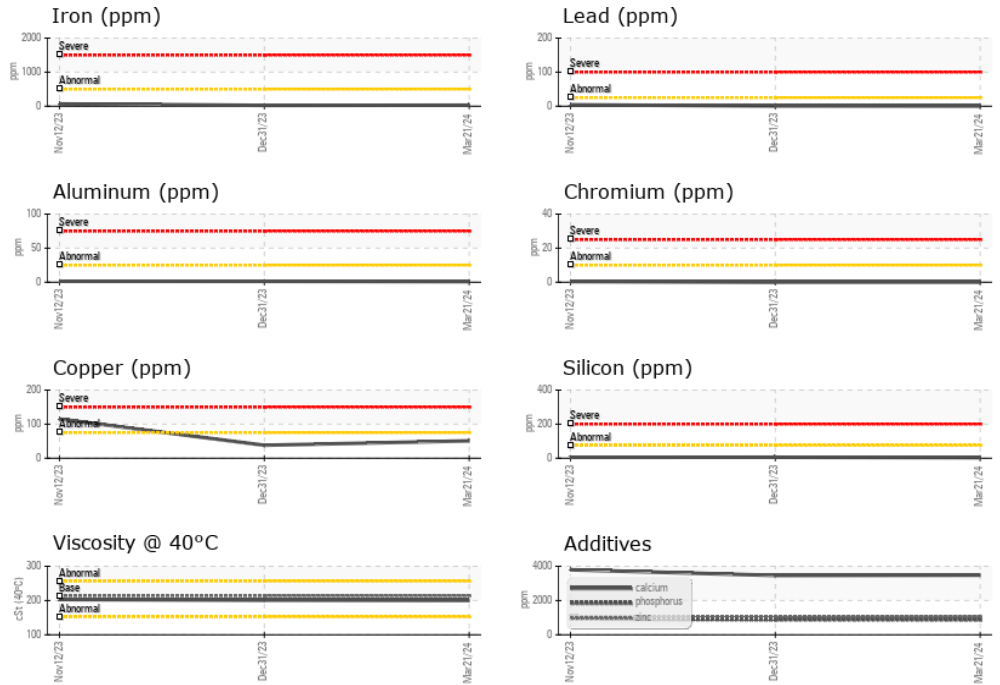 Iron (ppm)
2000
1000
0
ppm
Severe
Abnormal
Nov12/23
Dec31/23
Mar21/24
Lead (ppm)
200
100
0
ppm
Severe
Abnormal
Nov12/23
Dec31/23
Mar21/24
Aluminum (ppm)
100
50
0
ppm
Severe
Abnormal
Nov12/23
Dec31/23
Mar21/24
Chromium (ppm)
40
20
0
ppm
Severe
Abnormal
Nov12/23
Dec31/23
Mar21/24
Copper (ppm)
200
100
0
ppm
Severe
Abnormal
Nov12/23
Dec31/23
Mar21/24
Silicon (ppm)
400
200
0
ppm
Severe
Abnormal
Nov12/23
Dec31/23
Mar21/24
Viscosity @ 40°C
300
200
100
cSt (40°C)
Abnormal
Base
Abnormal
Nov12/23
Dec31/23
Mar21/24
Additives
4000
2000
0
ppm
calcium
phosphorus
zinc
Nov12/23
Dec31/23
Mar21/24